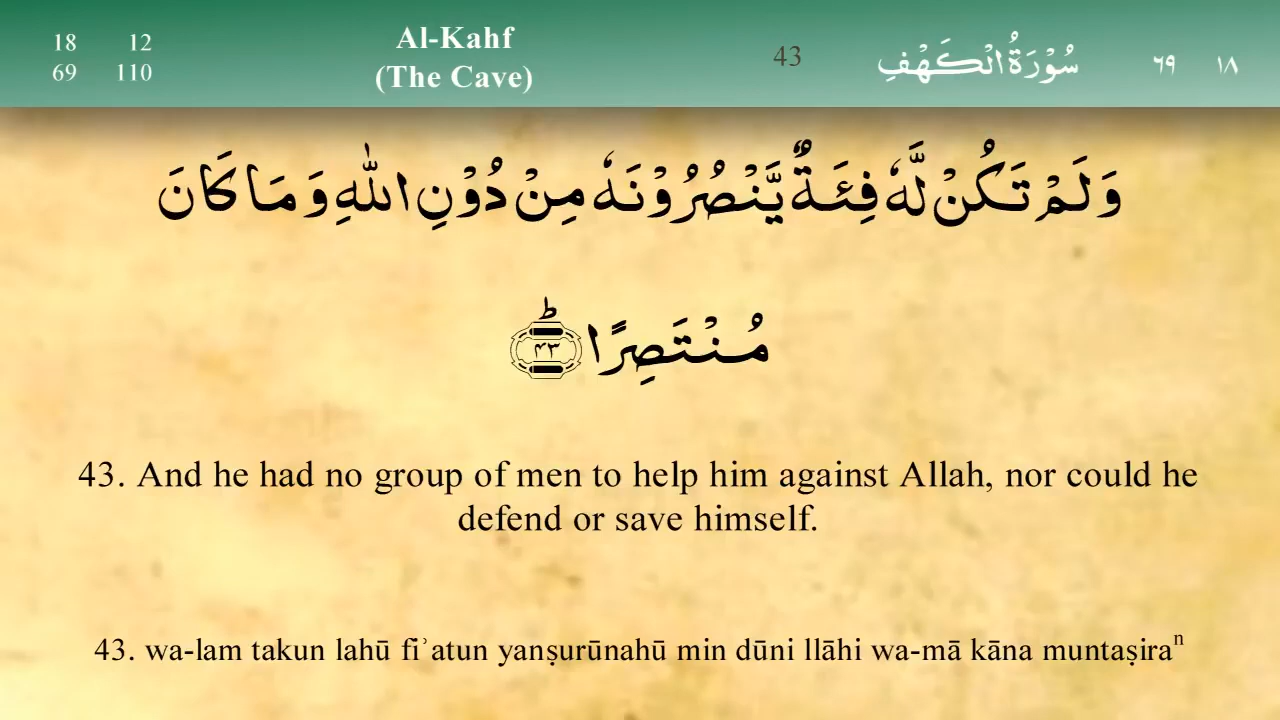 18 12
69 110
Al-Kahf
(The Cave)
43
سُوْرَةُ الْكَهْفِ
٦٩ ١٨
وَلَمْ تَكُنْ لَّهٗ فِئَةٌ يَّنْصُرُوْنَهٗ مِنْ دُوْنِ اللّٰهِ وَمَا كَانَ
مُنْتَصِرًا ؕ ﴿۴۳﴾
43. And he had no group of men to help him against Allah, nor could he
defend or save himself.
43. wa-lam takun lahū fiʾatun yanṣurūnahū min dūni llāhi wa-mā kāna muntaṣiraⁿ